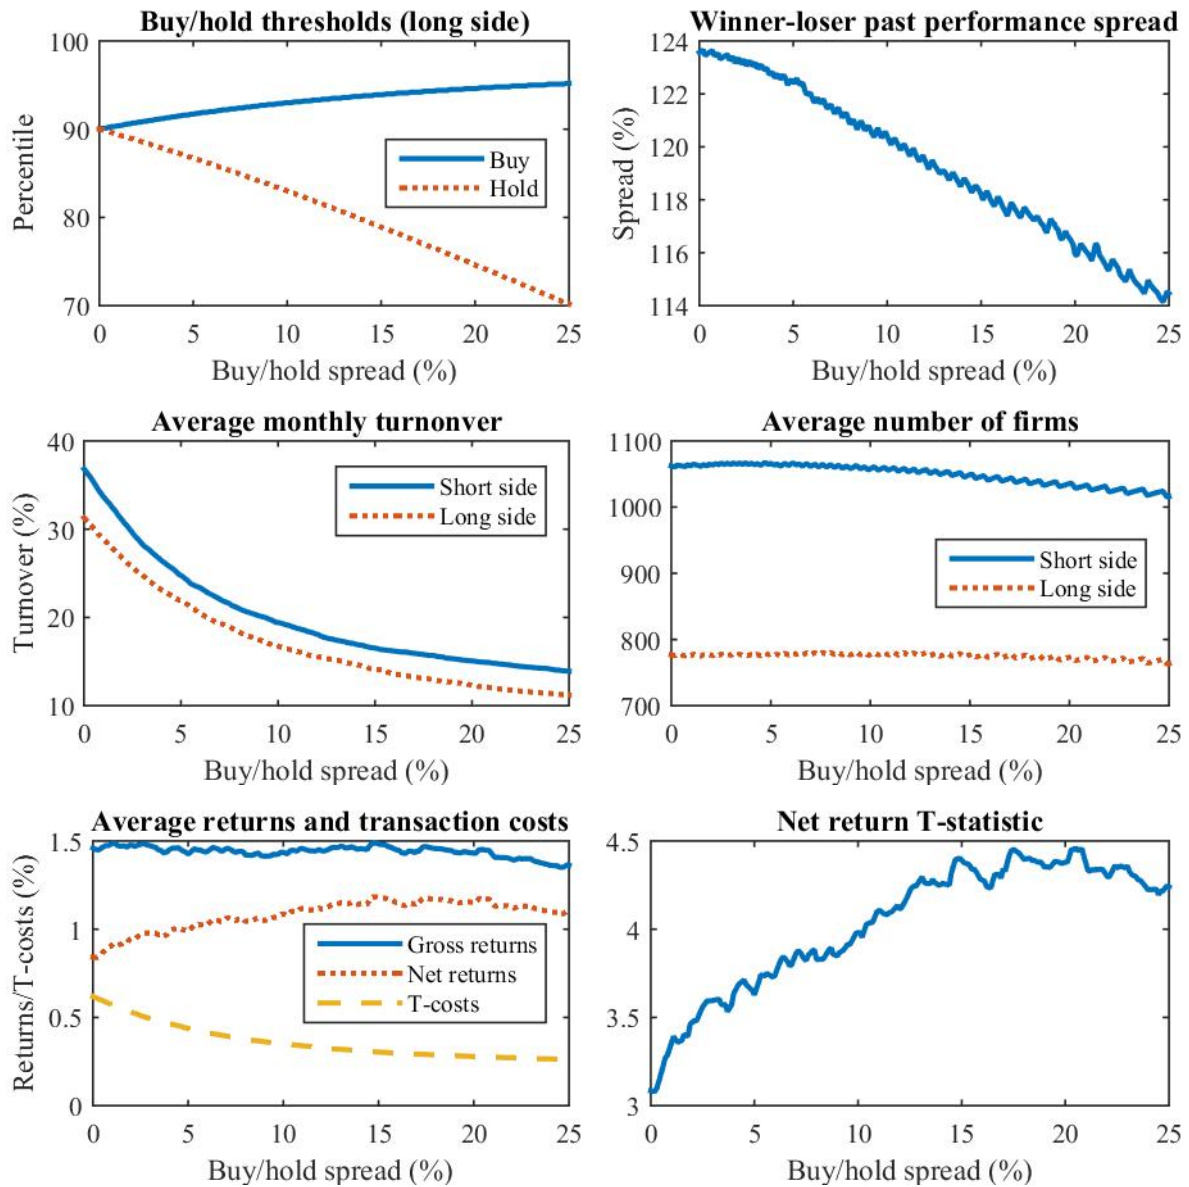 Buy/hold thresholds (long side)
100
90
80
70
Percentile
Buy
Hold
0 5 10 15 20 25
Buy/hold spread (%)
Winner-loser past performance spread
124
122
120
118
116
114
Spread (%)
0 5 10 15 20 25
Buy/hold spread (%)
Average monthly turnonver
40
30
20
10
Turnover (%)
Short side
Long side
0 5 10 15 20 25
Buy/hold spread (%)
Average number of firms
1100
1000
900
800
700
Short side
Long side
0 5 10 15 20 25
Buy/hold spread (%)
Average returns and transaction costs
1.5
1
0.5
0
Returns/T-costs (%)
Gross returns
Net returns
T-costs
0 5 10 15 20 25
Buy/hold spread (%)
Net return T-statistic
4.5
4
3.5
3
0 5 10 15 20 25
Buy/hold spread (%)